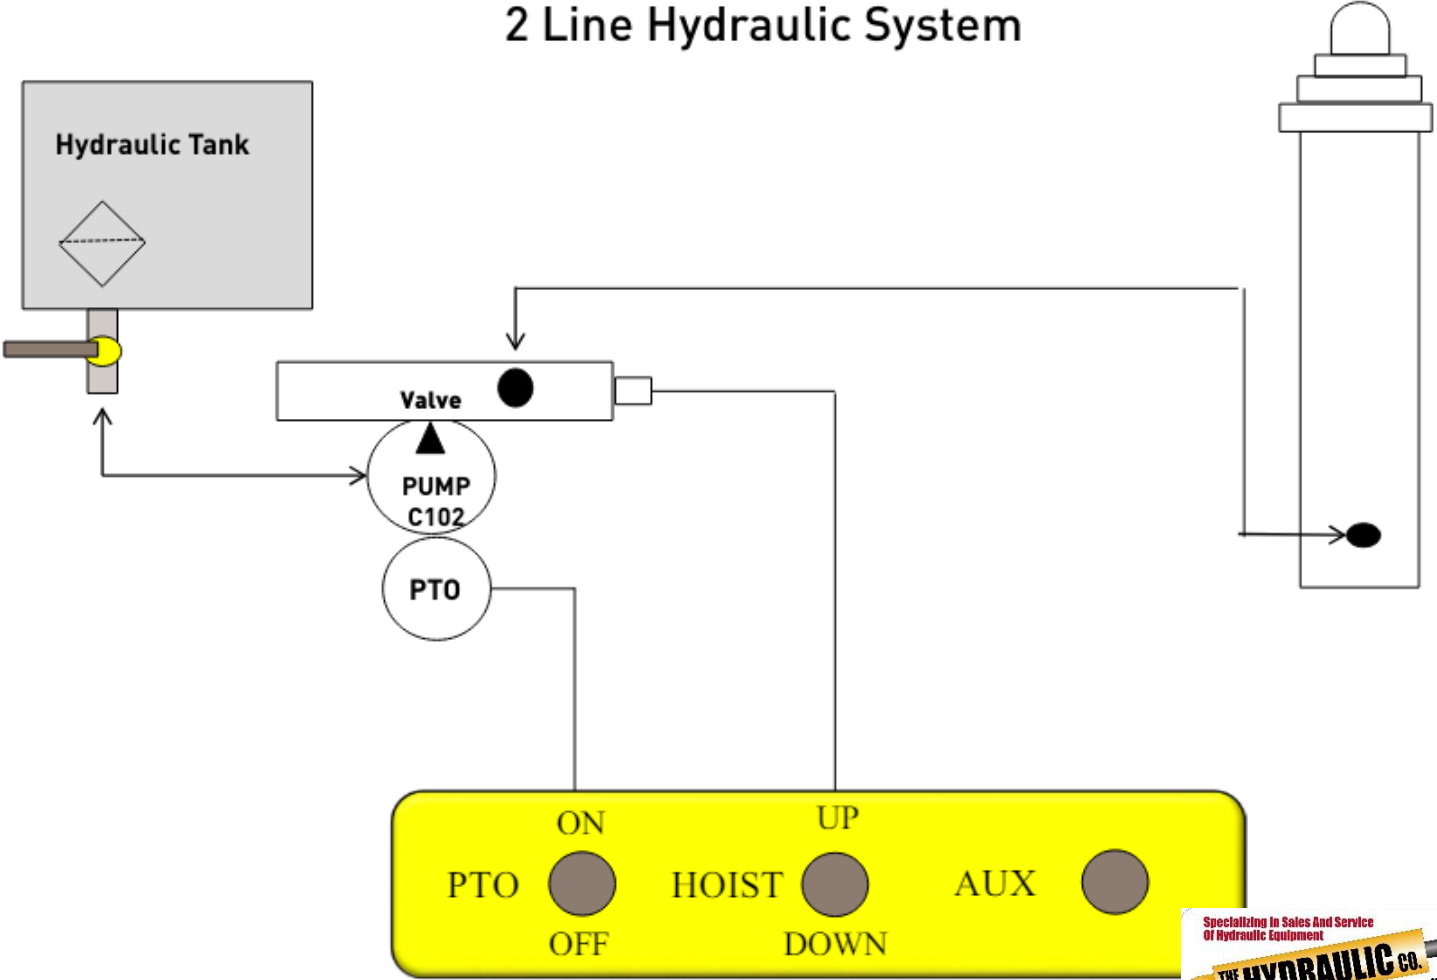 2 Line Hydraulic System
Hydraulic Tank
Valve
PUMP
C102
PTO
ON
UP
PTO
HOIST
AUX
OFF
DOWN
Specializing In Sales And Service
Of Hydraulic Equipment
THE HYDRAULIC CO.